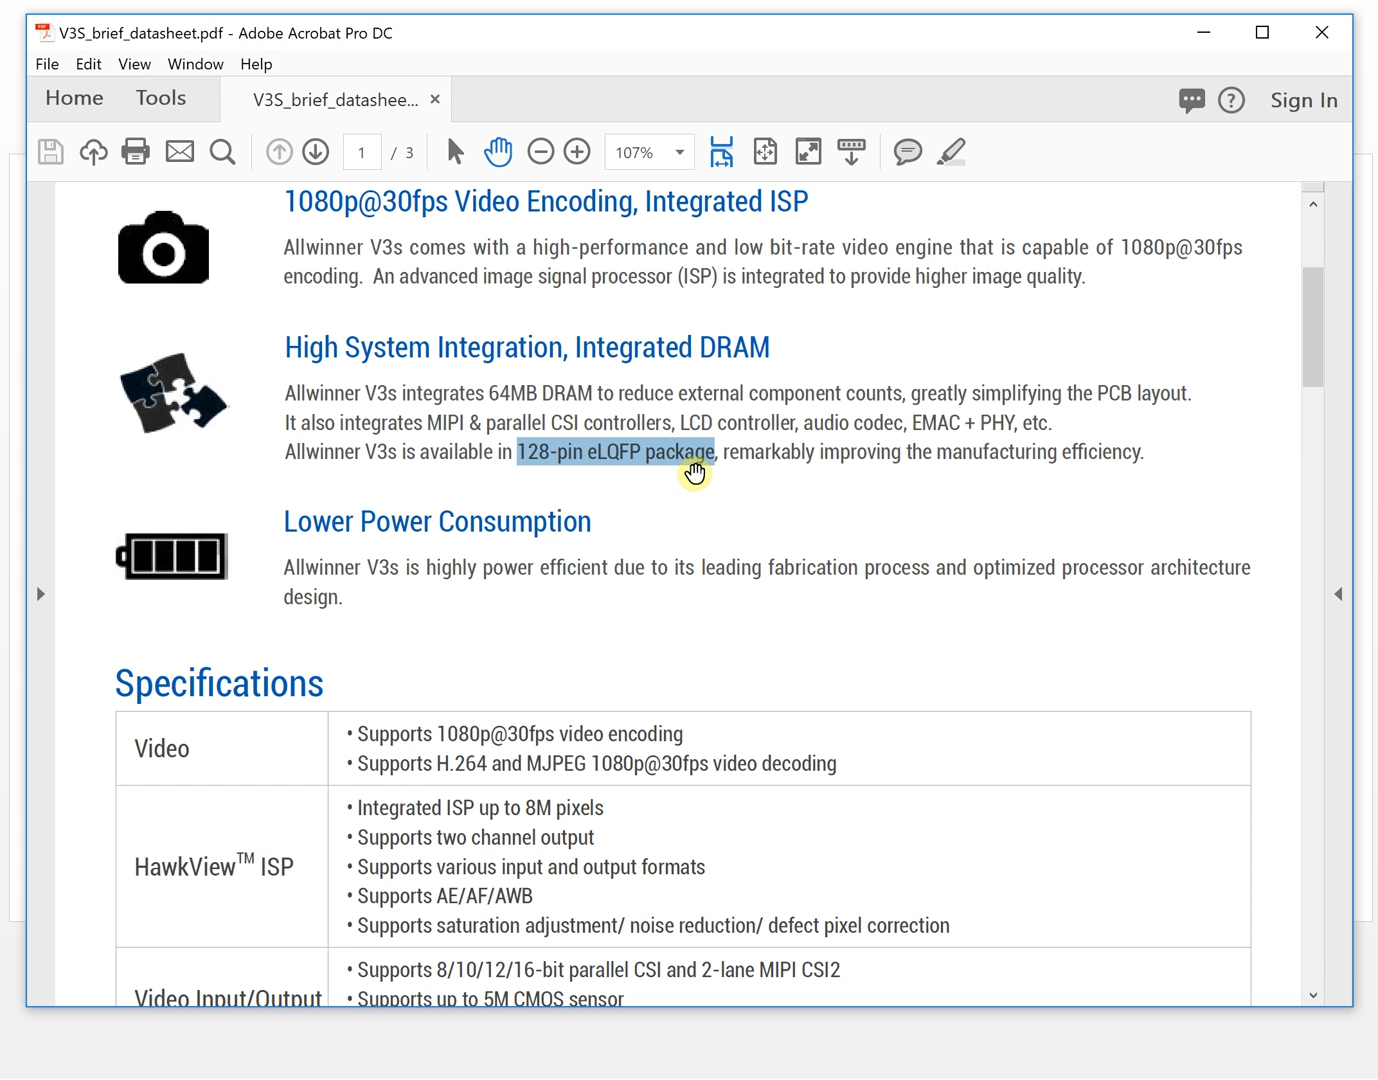 V3S_brief_datasheet.pdf - Adobe Acrobat Pro DC
File Edit View Window Help
Home Tools V3S_brief_datashee... × Sign In
1 / 3 107%
1080p@30fps Video Encoding, Integrated ISP
Allwinner V3s comes with a high-performance and low bit-rate video engine that is capable of 1080p@30fps
encoding. An advanced image signal processor (ISP) is integrated to provide higher image quality.
High System Integration, Integrated DRAM
Allwinner V3s integrates 64MB DRAM to reduce external component counts, greatly simplifying the PCB layout.
It also integrates MIPI & parallel CSI controllers, LCD controller, audio codec, EMAC + PHY, etc.
Allwinner V3s is available in 128-pin eLQFP package, remarkably improving the manufacturing efficiency.
Lower Power Consumption
Allwinner V3s is highly power efficient due to its leading fabrication process and optimized processor architecture
design.
Specifications
Video
• Supports 1080p@30fps video encoding
• Supports H.264 and MJPEG 1080p@30fps video decoding
HawkView™ ISP
• Integrated ISP up to 8M pixels
• Supports two channel output
• Supports various input and output formats
• Supports AE/AF/AWB
• Supports saturation adjustment/ noise reduction/ defect pixel correction
Video Input/Output
• Supports 8/10/12/16-bit parallel CSI and 2-lane MIPI CSI2
• Supports up to 5M CMOS sensor